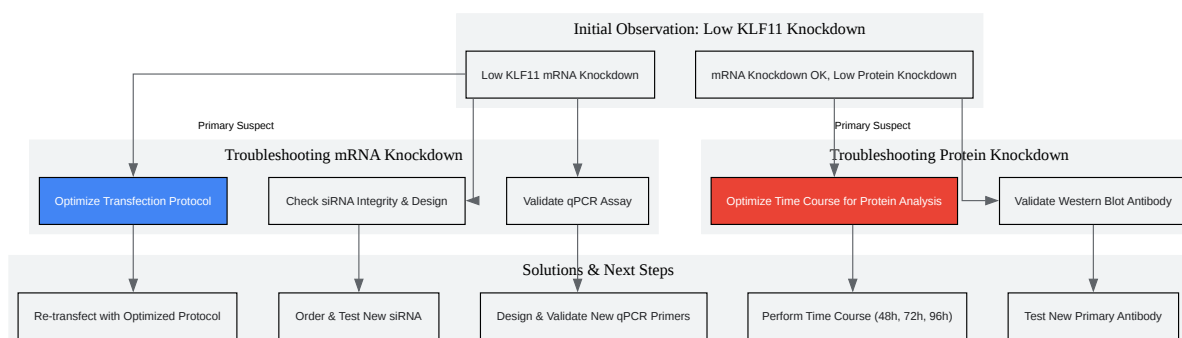 Initial Observation: Low KLF11 Knockdown
Low KLF11 mRNA Knockdown
mRNA Knockdown OK, Low Protein Knockdown
Primary Suspect
Primary Suspect
Troubleshooting mRNA Knockdown
Troubleshooting Protein Knockdown
Optimize Transfection Protocol
Check siRNA Integrity & Design
Validate qPCR Assay
Optimize Time Course for Protein Analysis
Validate Western Blot Antibody
Solutions & Next Steps
Re-transfect with Optimized Protocol
Order & Test New siRNA
Design & Validate New qPCR Primers
Perform Time Course (48h, 72h, 96h)
Test New Primary Antibody